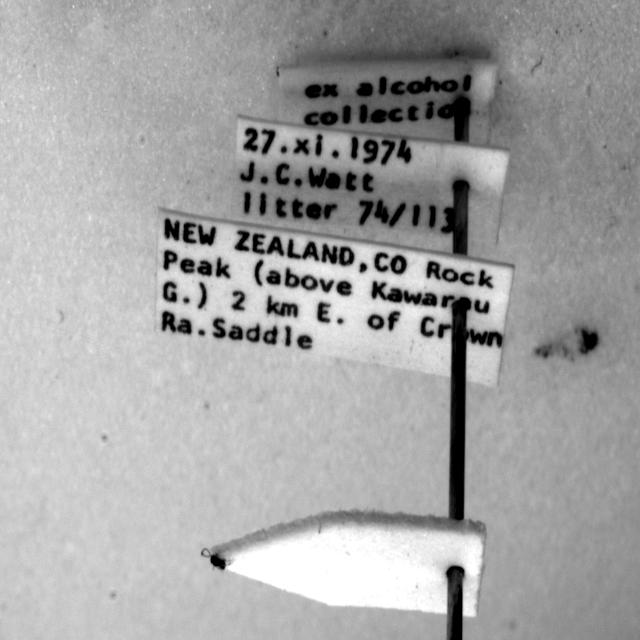 ex alcohol
collectio
27.xi.1974
J.C.Watt
litter 74/113
NEW ZEALAND,CO Rock
Peak (above Kawarau
G.) 2 km E. of Crown
Ra.Saddle